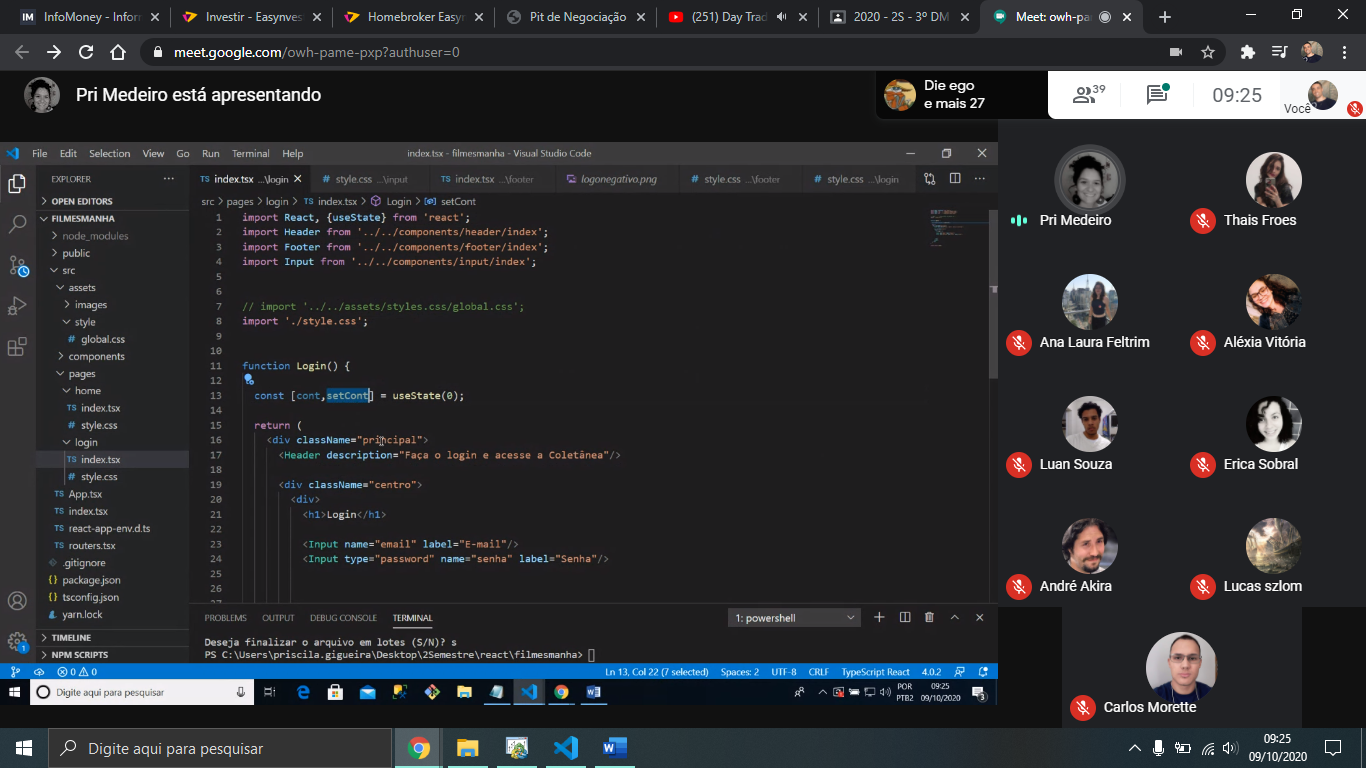 InfoMoney - Inforr
Investir - Easynves
Homebroker Easyr
Pit de Negociação
(251) Day Trad
2020 - 2S - 3º DM
Meet: owh-pa
meet.google.com/owh-pame-pxp?authuser=0
Pri Medeiro está apresentando
Die ego
e mais 27
39
09:25
Você
File Edit Selection View Go Run Terminal Help
index.tsx - filmesmanha - Visual Studio Code
EXPLORER
index.tsx ...\login
style.css ...\input
index.tsx ...\footer
logonegativo.png
style.css ...\footer
style.css ...\login
OPEN EDITORS
FILMESMANHA
node_modules
public
src
assets
images
style
global.css
components
pages
home
index.tsx
style.css
login
index.tsx
style.css
App.tsx
index.tsx
react-app-env.d.ts
routers.tsx
.gitignore
package.json
tsconfig.json
yarn.lock
TIMELINE
NPM SCRIPTS
src > pages > login > index.tsx > Login > setCont
1 import React, {useState} from 'react';
2 import Header from '../../components/header/index';
3 import Footer from '../../components/footer/index';
4 import Input from '../../components/input/index';
5
6
7 // import '../../assets/styles.css/global.css';
8 import './style.css';
9
10
11 function Login() {
12
13 const [cont,setCont] = useState(0);
14
15 return (
16 <div className="principal">
17 <Header description="Faça o login e acesse a Coletânea"/>
18
19 <div className="centro">
20 <div>
21 <h1>Login</h1>
22
23 <Input name="email" label="E-mail"/>
24 <Input type="password" name="senha" label="Senha"/>
25
26
27
PROBLEMS OUTPUT DEBUG CONSOLE TERMINAL
1: powershell
Deseja finalizar o arquivo em lotes (S/N)? s
PS C:\Users\priscila.gigueira\Desktop\2Semestre\react\filmesmanha>
0 0
Ln 13, Col 22 (7 selected) Spaces: 2 UTF-8 CRLF TypeScript React 4.0.2
Digite aqui para pesquisar
POR
PTB2
09:25
09/10/2020
3
Pri Medeiro
Thais Froes
Ana Laura Feltrim
Aléxia Vitória
Luan Souza
Erica Sobral
André Akira
Lucas szlom
Carlos Morette
Digite aqui para pesquisar
09:25
09/10/2020